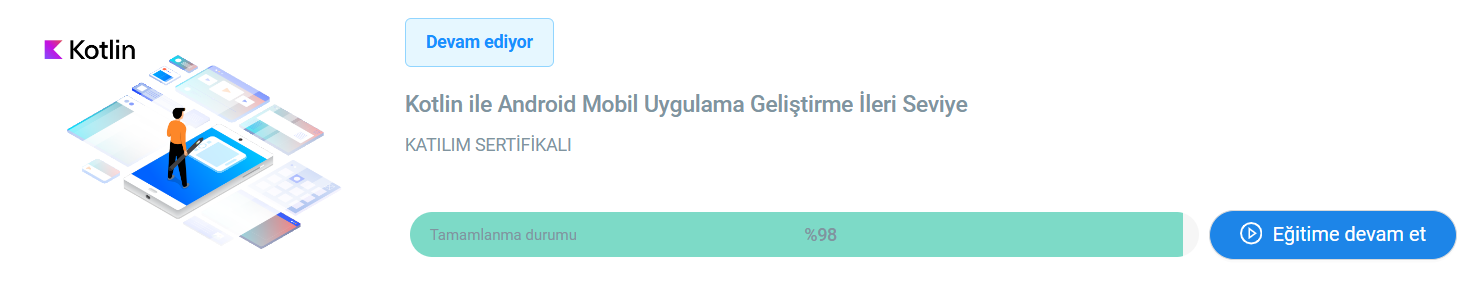 Kotlin
Devam ediyor
Kotlin ile Android Mobil Uygulama Geliştirme İleri Seviye
KATILIM SERTİFİKALI
Tamamlanma durumu %98
Eğitime devam et